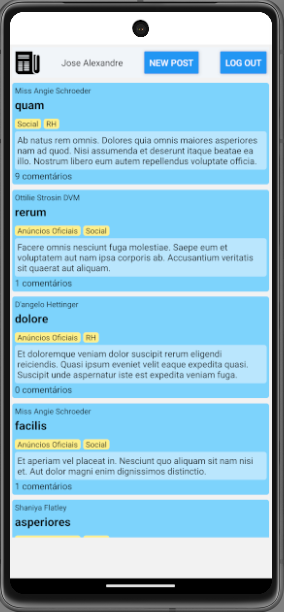 Jose Alexandre
NEW POST
LOG OUT
Miss Angie Schroeder
quam
Social RH
Ab natus rem omnis. Dolores quia omnis maiores asperiores
nam ad quod. Nisi assumenda et deserunt itaque beatae ea
illo. Nostrum libero eum autem repellendus voluptate officia.
9 comentários
Ottilie Strosin DVM
rerum
Anúncios Oficiais Social
Facere omnis nesciunt fuga molestiae. Saepe eum et
voluptatem aut nam ipsa corporis ab. Accusantium veritatis
sit quaerat aut aliquam.
1 comentários
D'angelo Hettinger
dolore
Anúncios Oficiais RH
Et doloremque veniam dolor suscipit rerum eligendi
reiciendis. Quasi ipsum eveniet velit eaque expedita quasi.
Suscipit unde aspernatur iste est expedita veniam fuga.
0 comentários
Miss Angie Schroeder
facilis
Anúncios Oficiais Social
Et aperiam vel placeat in. Nesciunt quo aliquam sit nam nisi
et. Aut dolor magni enim dignissimos distinctio.
1 comentários
Shaniya Flatley
asperiores